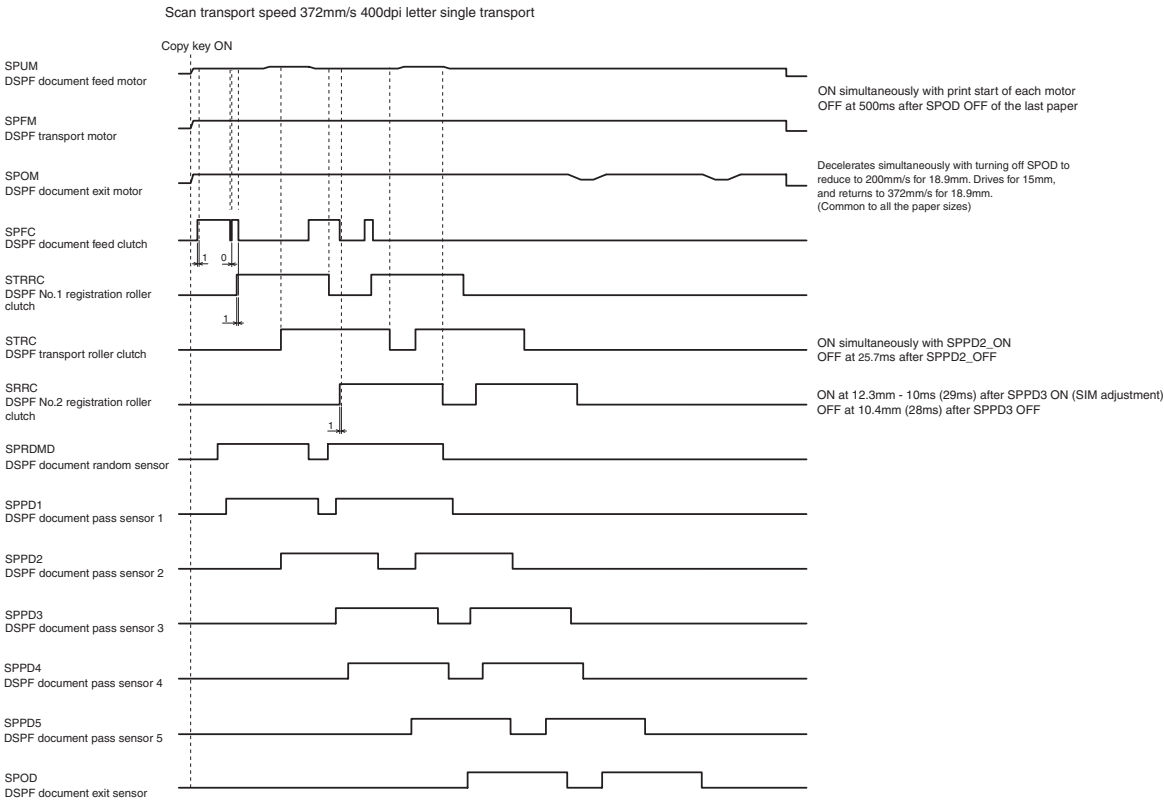 Scan transport speed 372mm/s 400dpi letter single transport
Copy key ON
SPUM
DSPF document feed motor
ON simultaneously with print start of each motor
OFF at 500ms after SPOD OFF of the last paper
SPFM
DSPF transport motor
SPOM
DSPF document exit motor
Decelerates simultaneously with turning off SPOD to
reduce to 200mm/s for 18.9mm. Drives for 15mm,
and returns to 372mm/s for 18.9mm.
(Common to all the paper sizes)
SPFC
DSPF document feed clutch
1 0
STRRC
DSPF No.1 registration roller
clutch
1
STRC
DSPF transport roller clutch
ON simultaneously with SPPD2_ON
OFF at 25.7ms after SPPD2_OFF
SRRC
DSPF No.2 registration roller
clutch
ON at 12.3mm - 10ms (29ms) after SPPD3 ON (SIM adjustment)
OFF at 10.4mm (28ms) after SPPD3 OFF
1
SPRDMD
DSPF document random sensor
SPPD1
DSPF document pass sensor 1
SPPD2
DSPF document pass sensor 2
SPPD3
DSPF document pass sensor 3
SPPD4
DSPF document pass sensor 4
SPPD5
DSPF document pass sensor 5
SPOD
DSPF document exit sensor